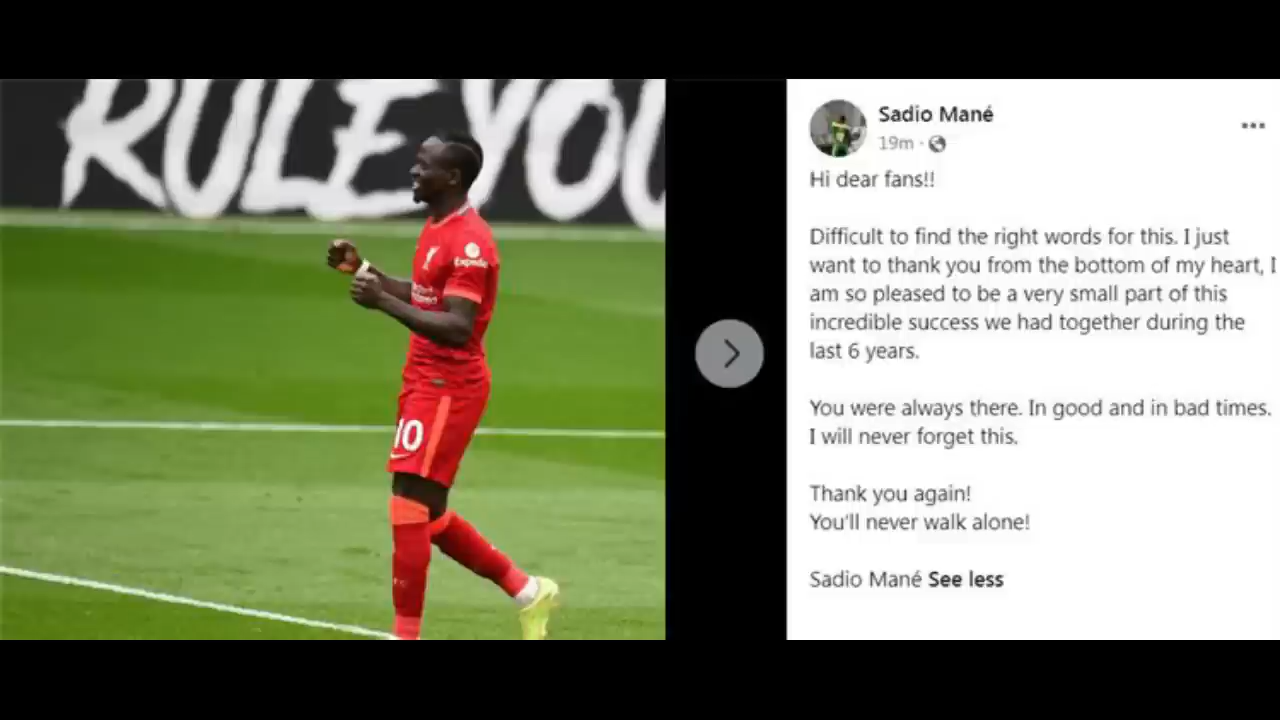 RULE YOU
Expedia
10
Sadio Mané
19m
Hi dear fans!!
Difficult to find the right words for this. I just
want to thank you from the bottom of my heart, I
am so pleased to be a very small part of this
incredible success we had together during the
last 6 years.
You were always there. In good and in bad times.
I will never forget this.
Thank you again!
You'll never walk alone!
Sadio Mané See less